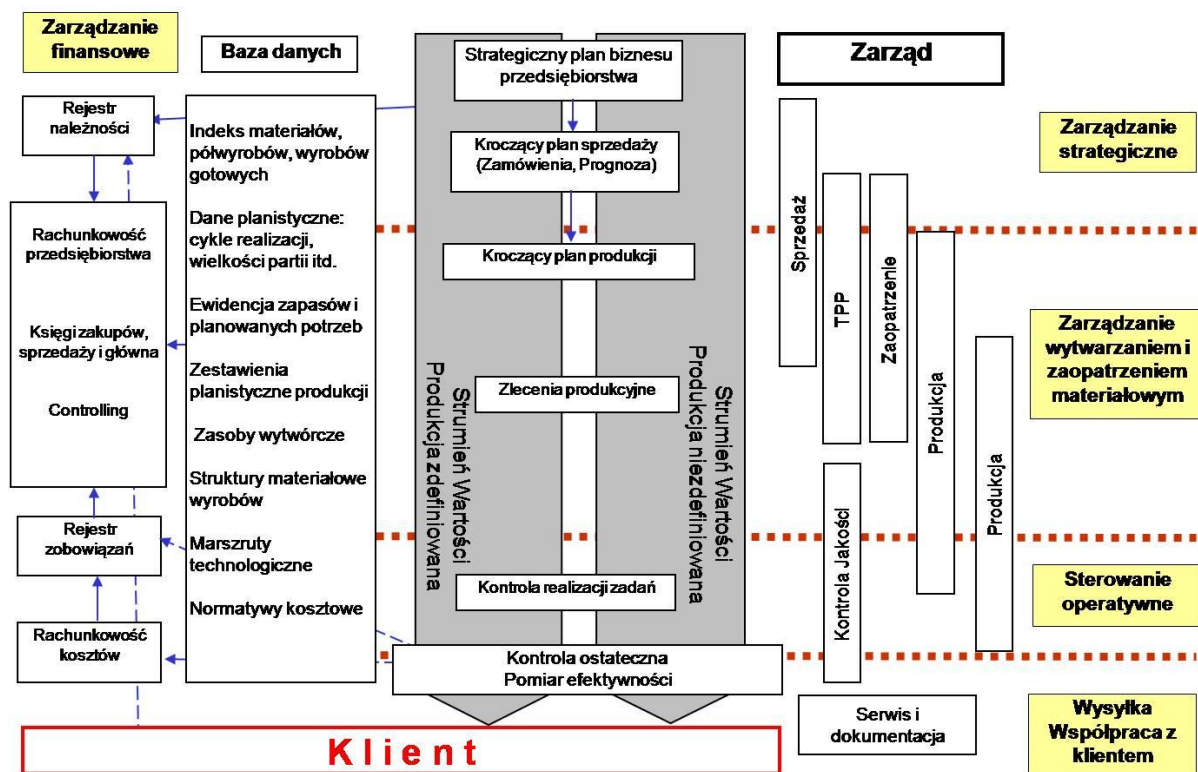 Zarządzanie
finansowe
Baza danych
Strategiczny plan biznesu
przedsiębiorstwa
Zarząd
Rejestr
należności
Indeks materiałów,
półwyrobów, wyrobów
gotowych
Kroczący plan sprzedaży
(Zamówienia, Prognoza)
Zarządzanie
strategiczne
Rachunkowość
przedsiębiorstwa
Księgi zakupów,
sprzedaży i główna
Controlling
Dane planistyczne:
cykle realizacji,
wielkości partii itd.
Ewidencja zapasów i
planowanych potrzeb
Zestawienia
planistyczne produkcji
Zasoby wytwórcze
Struktury materiałowe
wyrobów
Marszruty
technologiczne
Normatywy kosztowe
Kroczący plan produkcji
Zlecenia produkcyjne
Strumień Wartości
Produkcja zdefiniowana
Strumień Wartości
Produkcja niezdefiniowana
Kontrola realizacji zadań
Kontrola ostateczna
Pomiar efektywności
Sprzedaż
TPP
Zaopatrzenie
Produkcja
Produkcja
Kontrola Jakości
Zarządzanie
wytwarzaniem i
zaopatrzeniem
materiałowym
Rejestr
zobowiązań
Rachunkowość
kosztów
Sterowanie
operatywne
Serwis i
dokumentacja
Wysyłka
Współpraca z
klientem
Klient